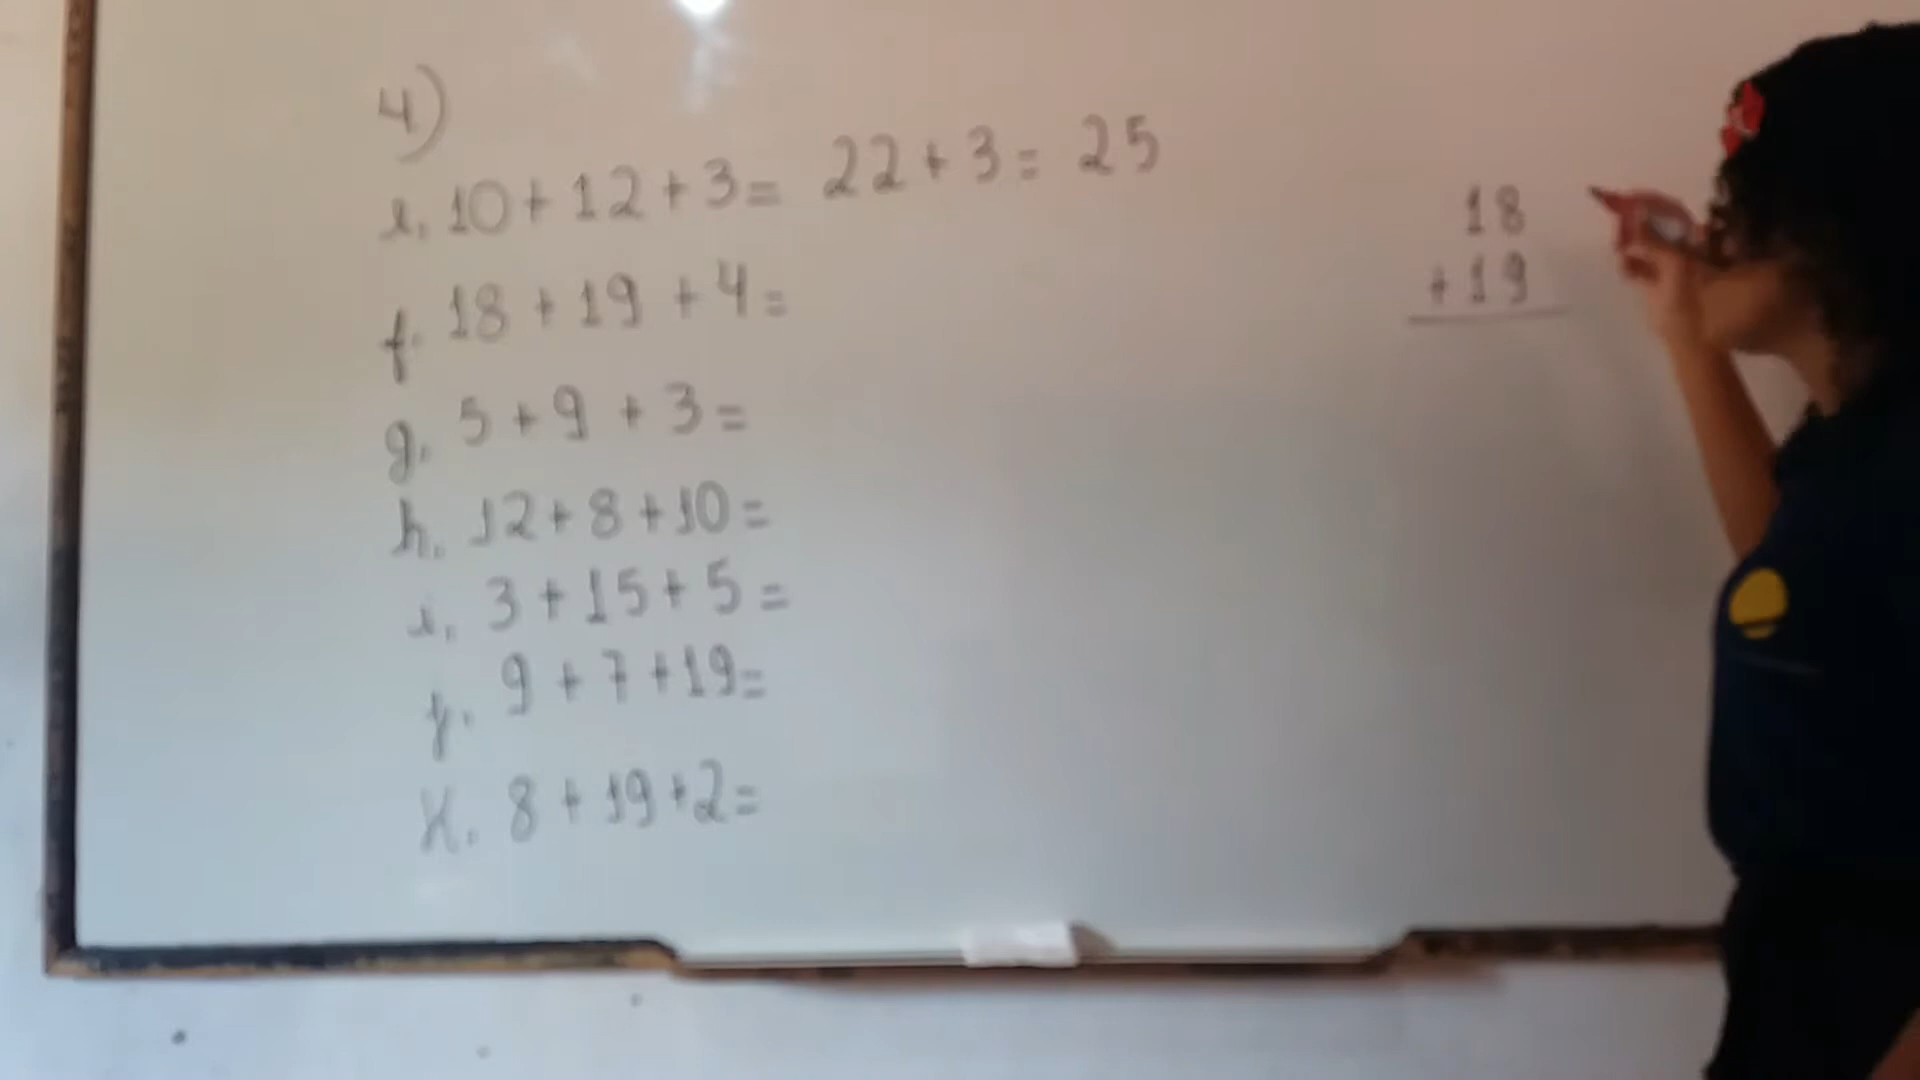 4)
e. 10+12+3= 22+3= 25
f. 18+19+4=
g. 5+9+3=
h. 12+8+10=
i. 3+15+5=
j. 9+7+19=
K. 8+19+2=
18
+19